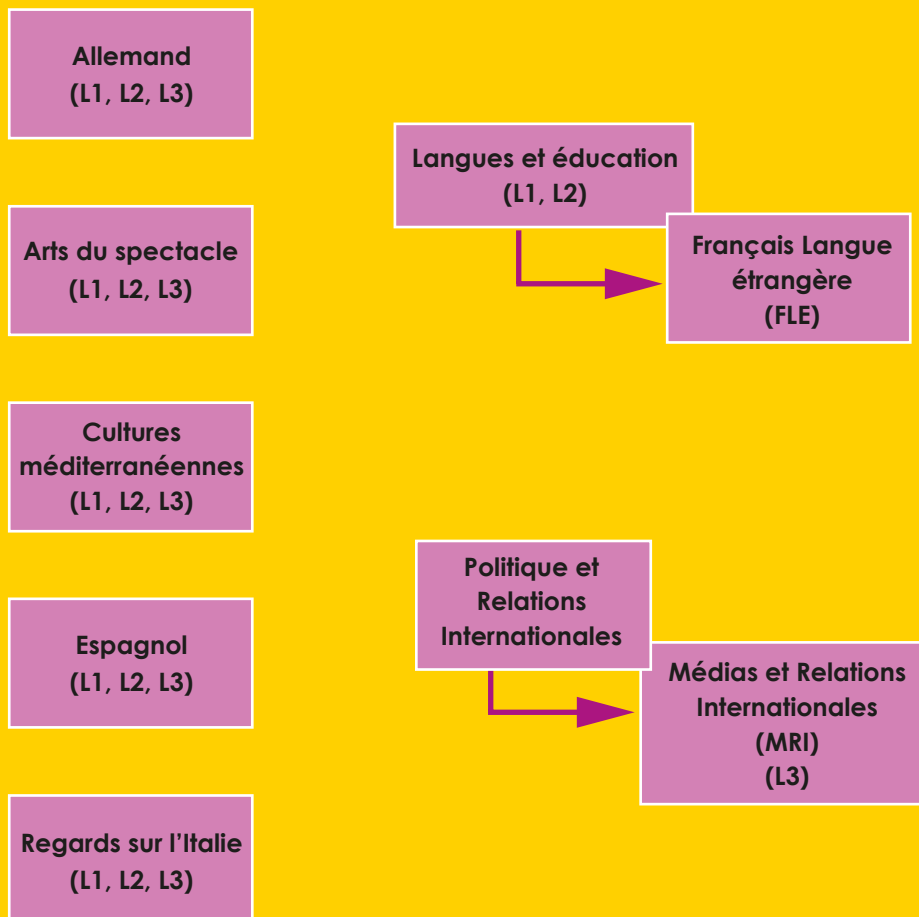 Allemand
(L1, L2, L3)
Arts du spectacle
(L1, L2, L3)
Cultures
méditerranéennes
(L1, L2, L3)
Espagnol
(L1, L2, L3)
Regards sur l'Italie
(L1, L2, L3)
Langues et éducation
(L1, L2)
Français Langue
étrangère
(FLE)
Politique et
Relations
Internationales
Médias et Relations
Internationales
(MRI)
(L3)